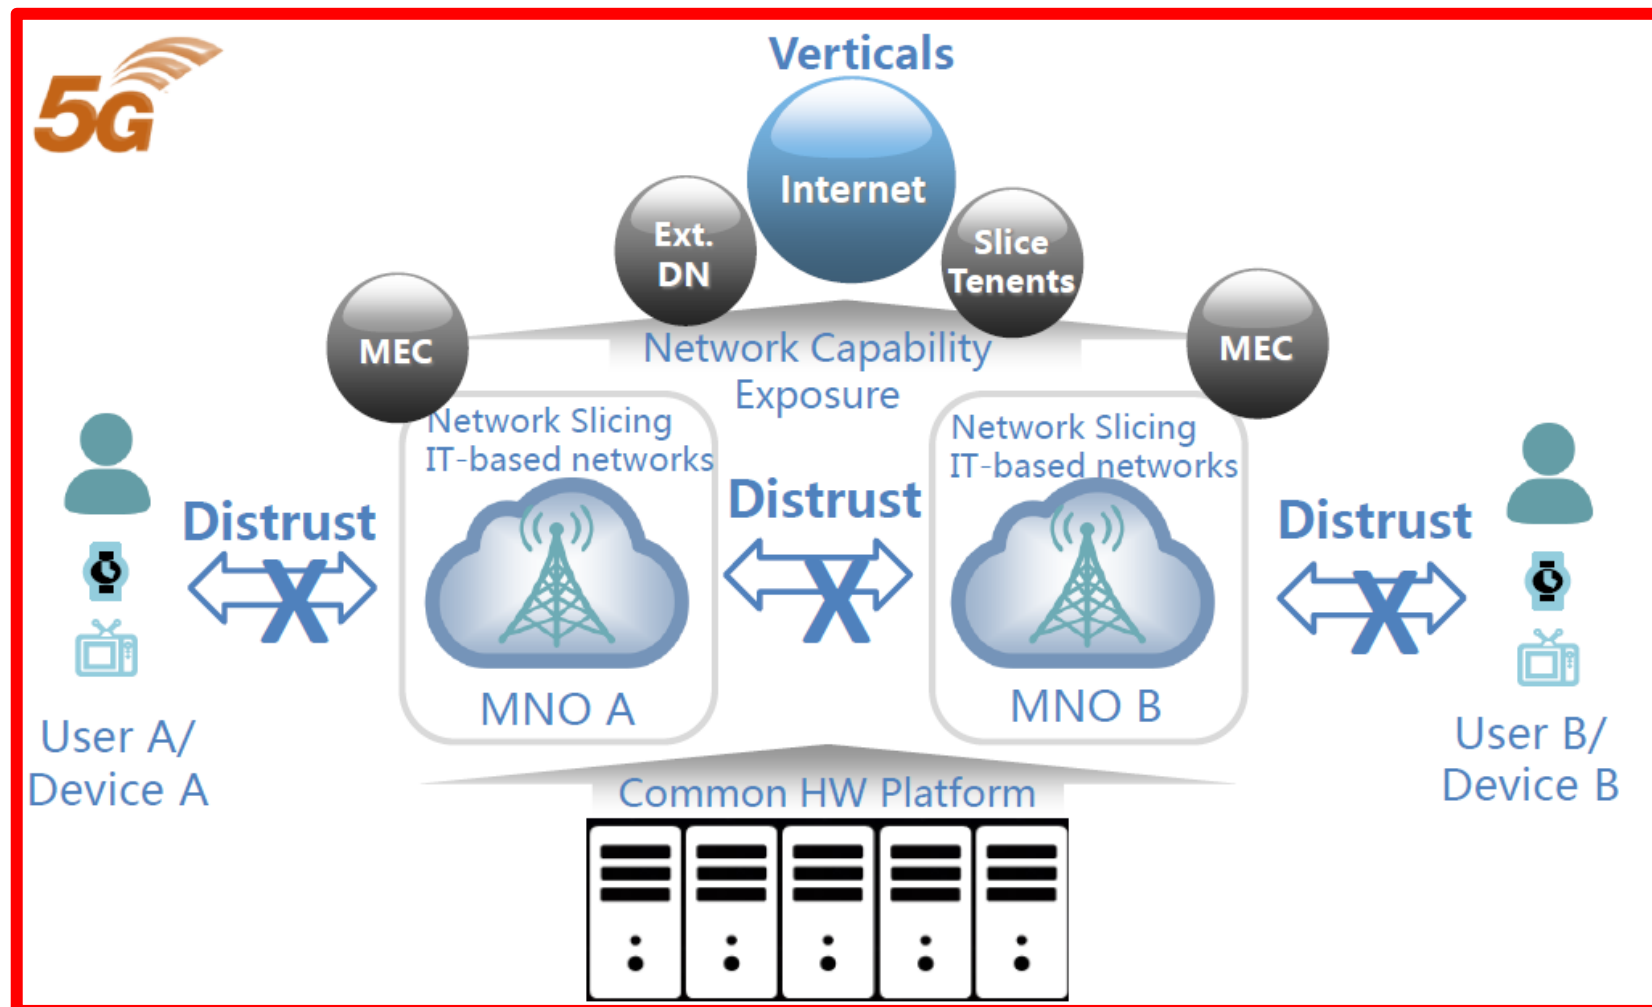 5G
Verticals
Internet
Ext.
DN
Slice
Tenents
MEC
MEC
Network Capability
Exposure
Network Slicing
IT-based networks
Network Slicing
IT-based networks
Distrust
X
Distrust
X
Distrust
X
MNO A
MNO B
User A/
Device A
User B/
Device B
Common HW Platform